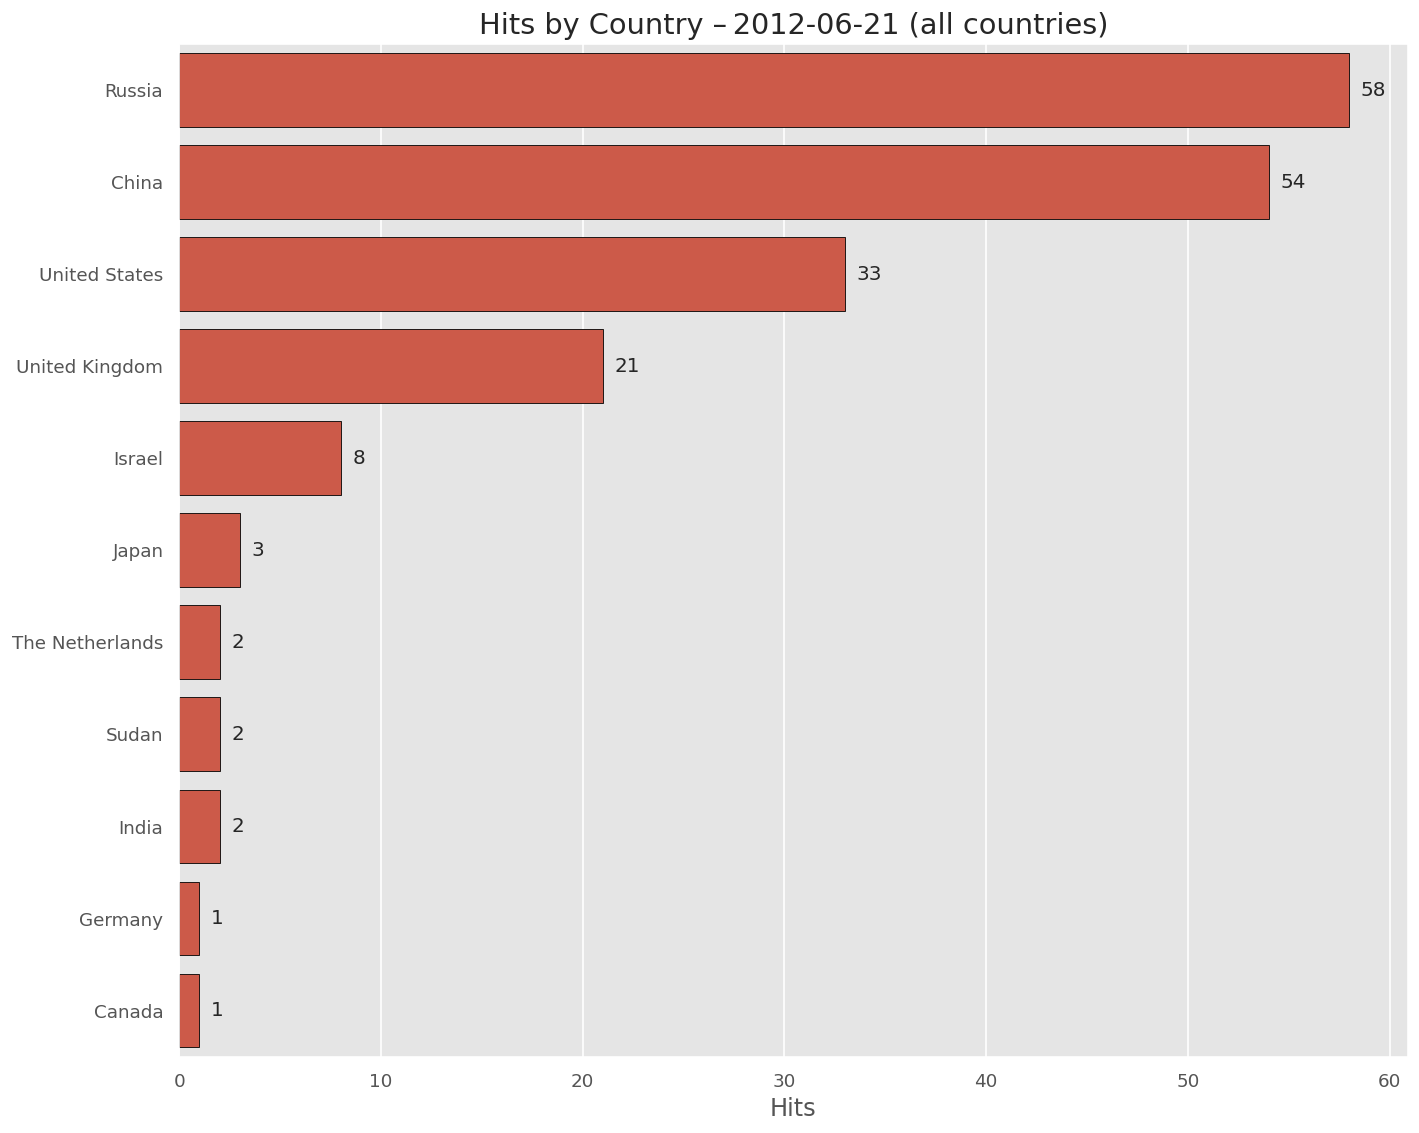 Hits by Country – 2012-06-21 (all countries)
Russia 58
China 54
United States 33
United Kingdom 21
Israel 8
Japan 3
The Netherlands 2
Sudan 2
India 2
Germany 1
Canada 1
0 10 20 30 40 50 60
Hits